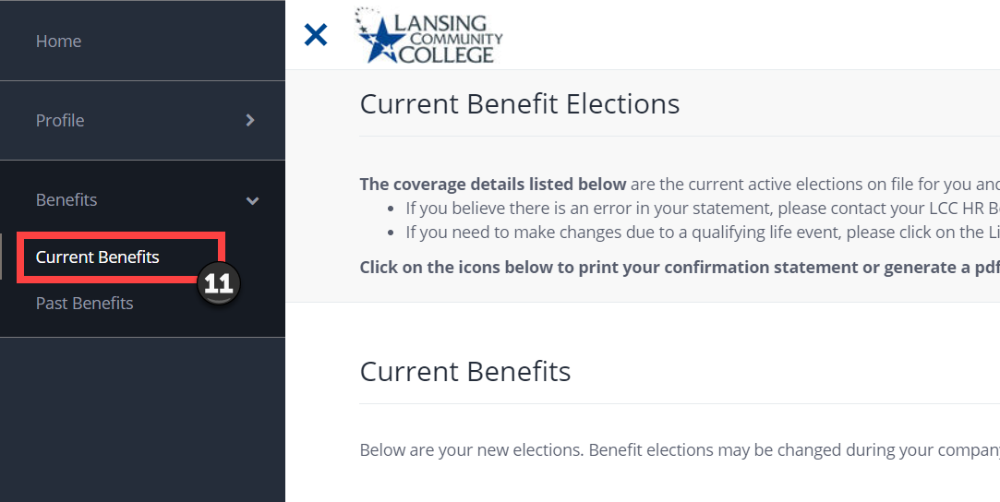 Home
Profile
Benefits
Current Benefits
11
Past Benefits
LANSING
COMMUNITY
COLLEGE
Current Benefit Elections
The coverage details listed below are the current active elections on file for you and
If you believe there is an error in your statement, please contact your LCC HR
If you need to make changes due to a qualifying life event, please click on the
Click on the icons below to print your confirmation statement or generate a pdf
Current Benefits
Below are your new elections. Benefit elections may be changed during your company